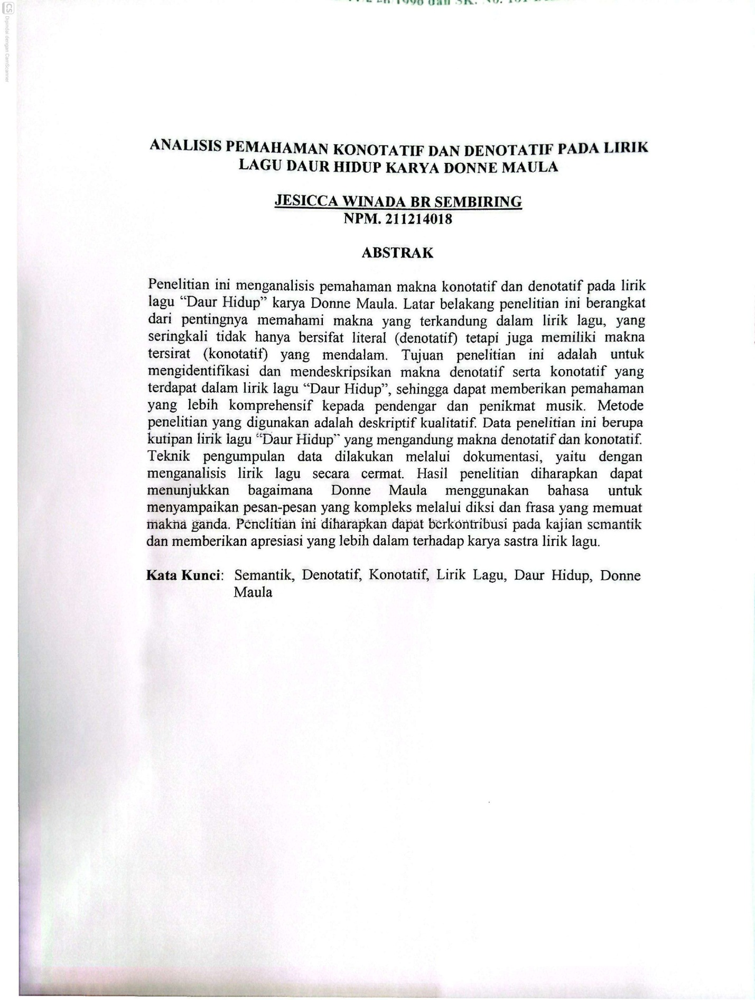 1998 dan SK. No.
CS Dipindai dengan CamScanner
ANALISIS PEMAHAMAN KONOTATIF DAN DENOTATIF PADA LIRIK
LAGU DAUR HIDUP KARYA DONNE MAULA
JESICCA WINADA BR SEMBIRING
NPM. 211214018
ABSTRAK
Penelitian ini menganalisis pemahaman makna konotatif dan denotatif pada lirik
lagu “Daur Hidup” karya Donne Maula. Latar belakang penelitian ini berangkat
dari pentingnya memahami makna yang terkandung dalam lirik lagu, yang
seringkali tidak hanya bersifat literal (denotatif) tetapi juga memiliki makna
tersirat (konotatif) yang mendalam. Tujuan penelitian ini adalah untuk
mengidentifikasi dan mendeskripsikan makna denotatif serta konotatif yang
terdapat dalam lirik lagu “Daur Hidup”, sehingga dapat memberikan pemahaman
yang lebih komprehensif kepada pendengar dan penikmat musik. Metode
penelitian yang digunakan adalah deskriptif kualitatif. Data penelitian ini berupa
kutipan lirik lagu “Daur Hidup” yang mengandung makna denotatif dan konotatif.
Teknik pengumpulan data dilakukan melalui dokumentasi, yaitu dengan
menganalisis lirik lagu secara cermat. Hasil penelitian diharapkan dapat
menunjukkan bagaimana Donne Maula menggunakan bahasa untuk
menyampaikan pesan-pesan yang kompleks melalui diksi dan frasa yang memuat
makna ganda. Penelitian ini diharapkan dapat berkontribusi pada kajian semantik
dan memberikan apresiasi yang lebih dalam terhadap karya sastra lirik lagu.
Kata Kunci: Semantik, Denotatif, Konotatif, Lirik Lagu, Daur Hidup, Donne
Maula